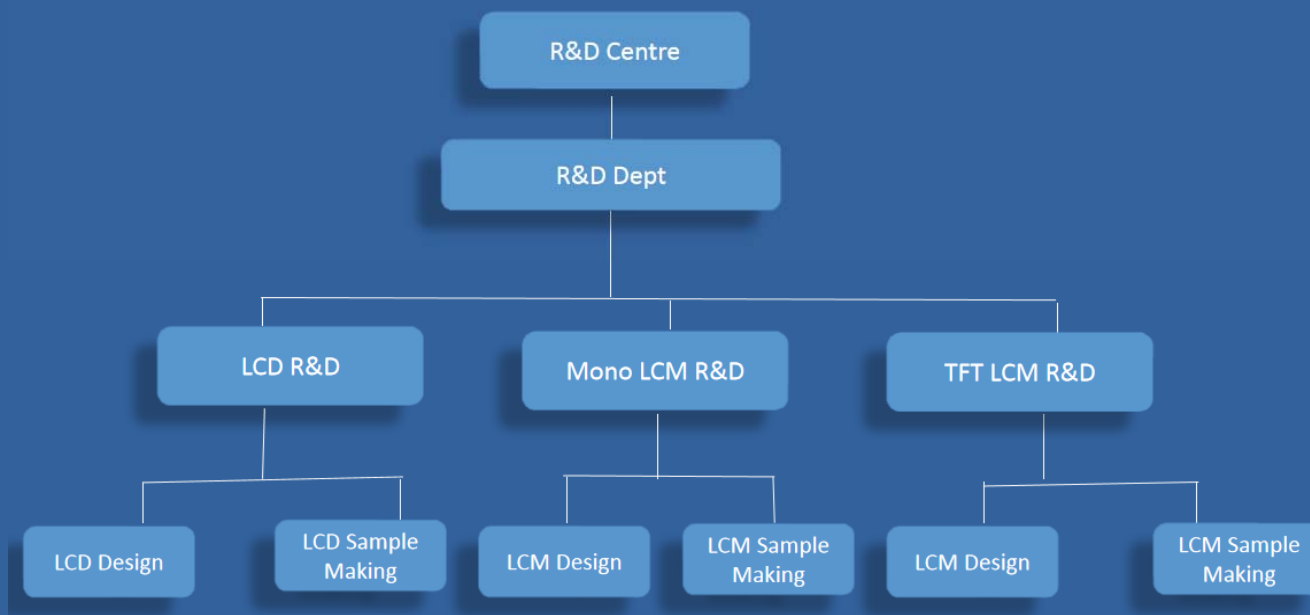 R&D Centre
R&D Dept
LCD R&D
Mono LCM R&D
TFT LCM R&D
LCD Design
LCD Sample
Making
LCM Design
LCM Sample
Making
LCM Design
LCM Sample
Making